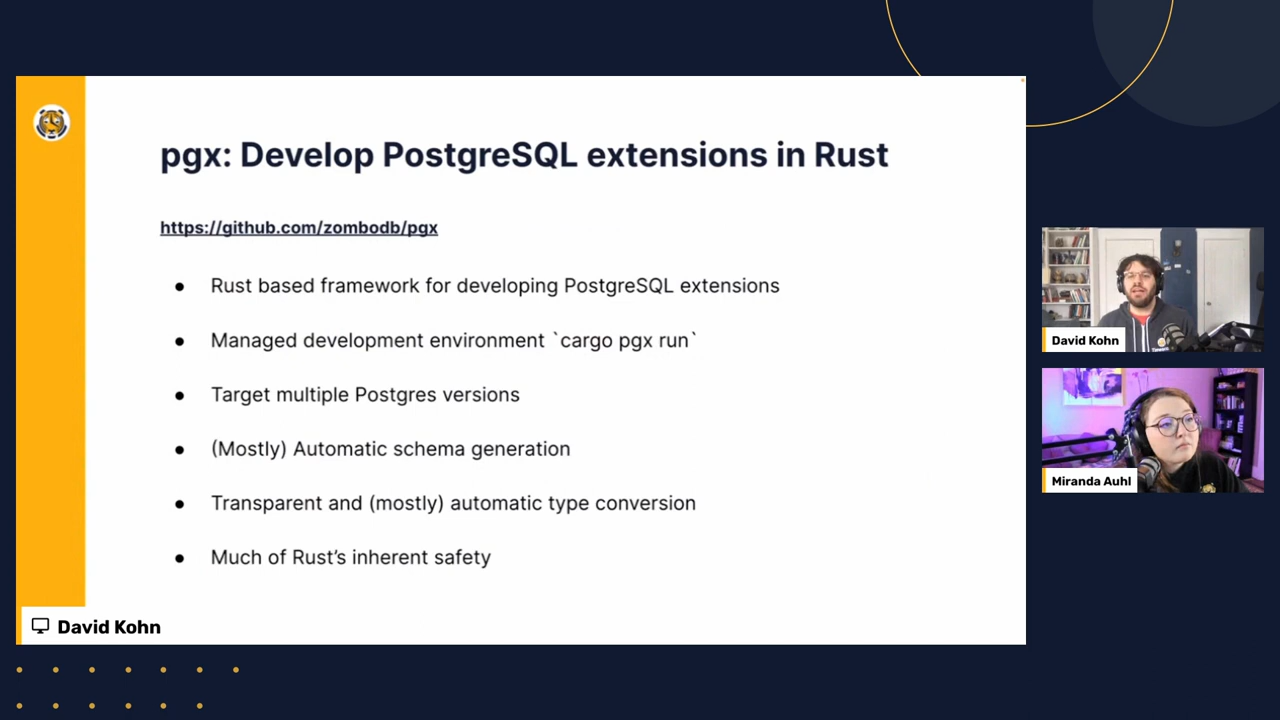 pgx: Develop PostgreSQL extensions in Rust
https://github.com/zombodb/pgx
● Rust based framework for developing PostgreSQL extensions
● Managed development environment `cargo pgx run`
● Target multiple Postgres versions
● (Mostly) Automatic schema generation
● Transparent and (mostly) automatic type conversion
● Much of Rust’s inherent safety
David Kohn
David Kohn
Miranda Auhl